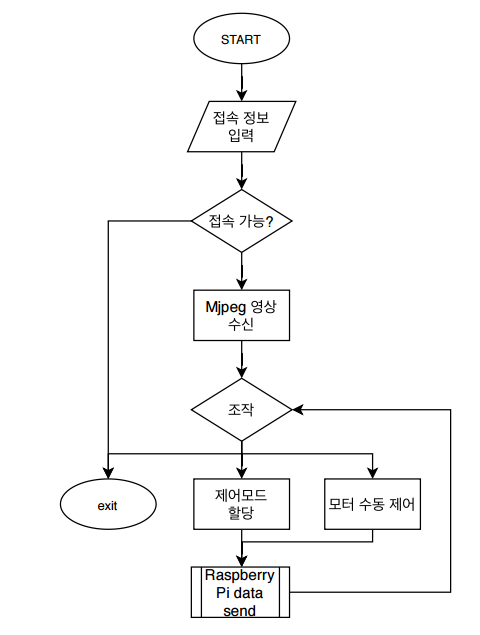 START
접속 정보
입력
접속 가능?
Mjpeg 영상
수신
조작
exit
제어모드
할당
모터 수동 제어
Raspberry
Pi data
send